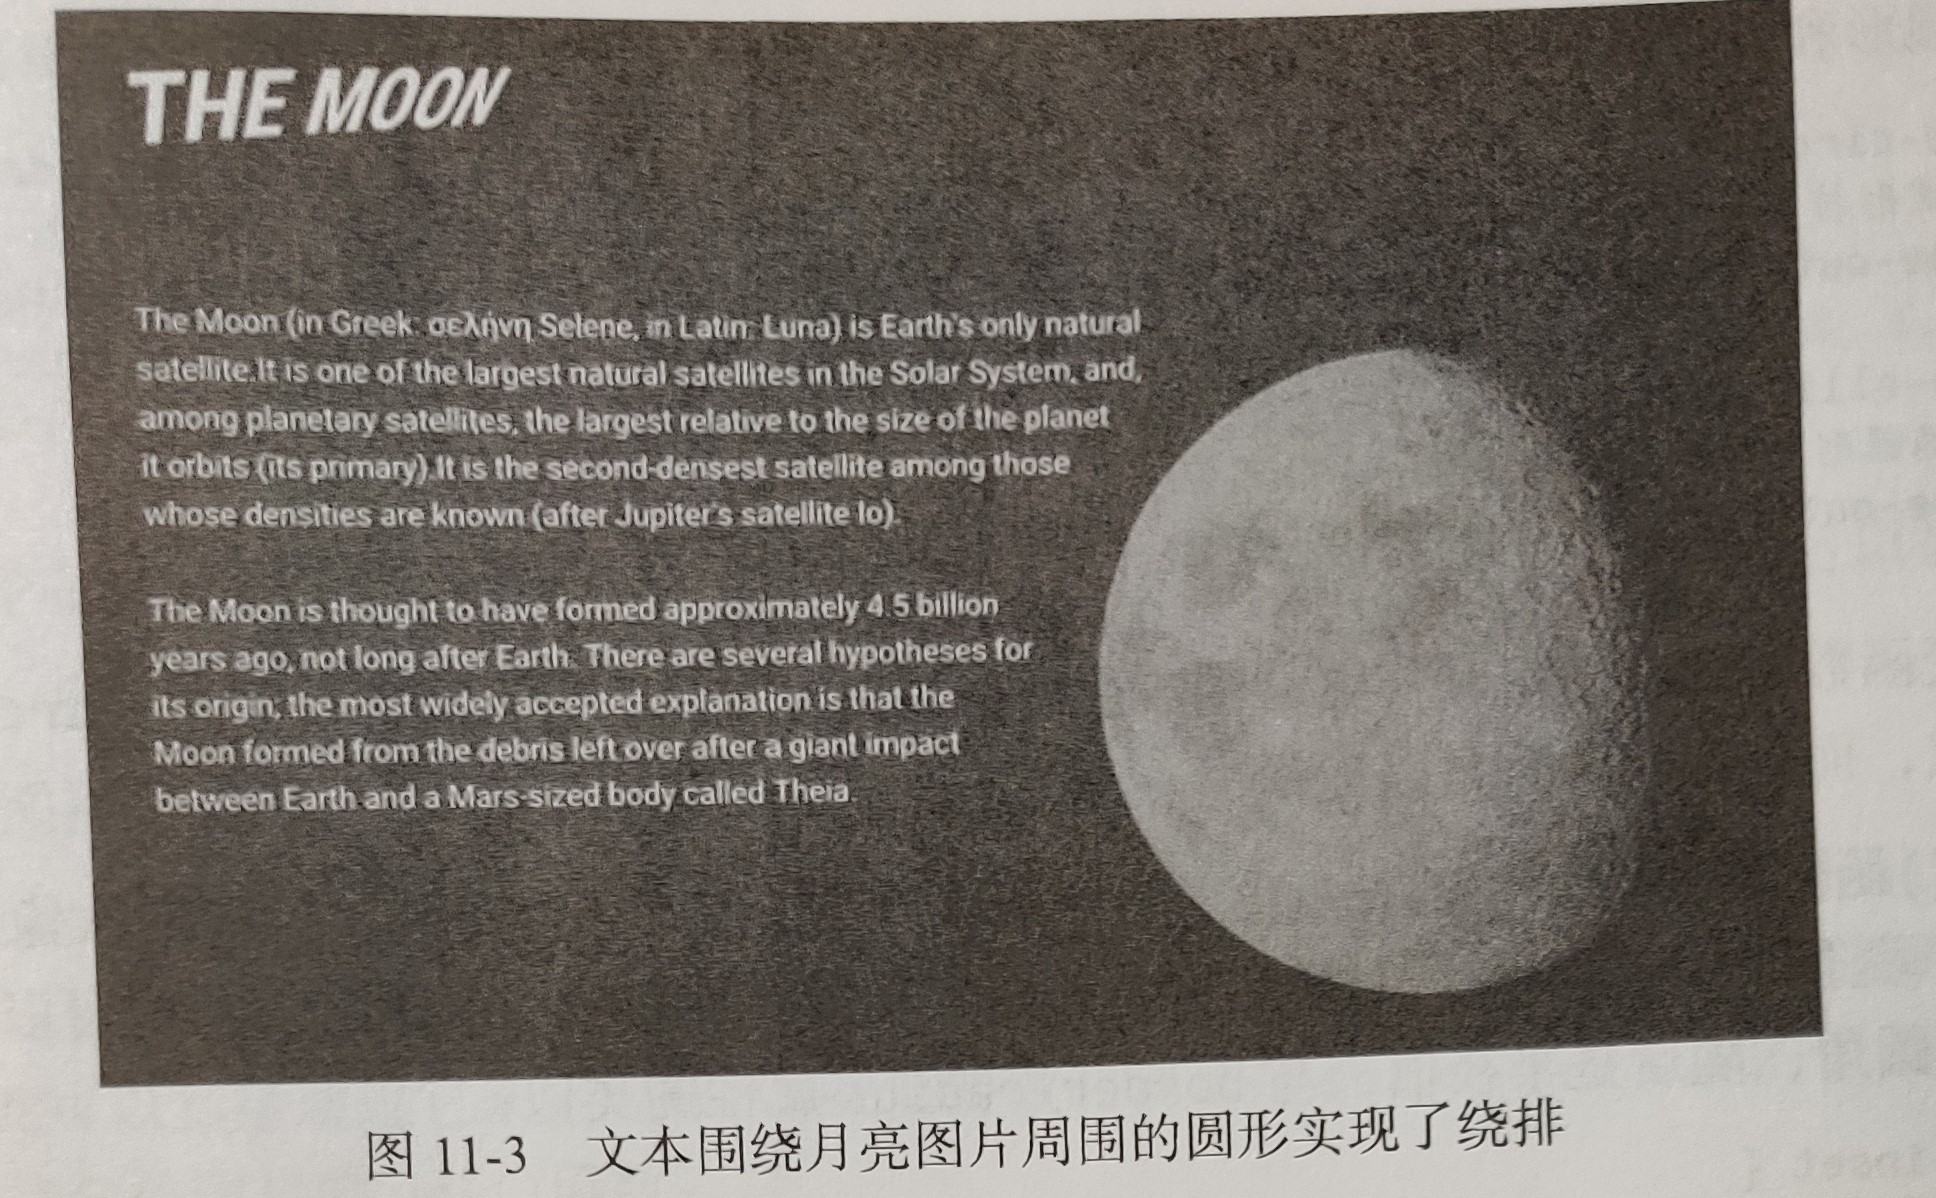 THE MOON
The Moon (in Greek: σελήνη Selene, in Latin: Luna) is Earth's only natural
satellite.It is one of the largest natural satellites in the Solar System, and,
among planetary satellites, the largest relative to the size of the planet
it orbits (its primary).It is the second-densest satellite among those
whose densities are known (after Jupiter's satellite Io).
The Moon is thought to have formed approximately 4.5 billion
years ago, not long after Earth. There are several hypotheses for
its origin; the most widely accepted explanation is that the
Moon formed from the debris left over after a giant impact
between Earth and a Mars-sized body called Theia.
图 11-3 文本围绕月亮图片周围的圆形实现了绕排